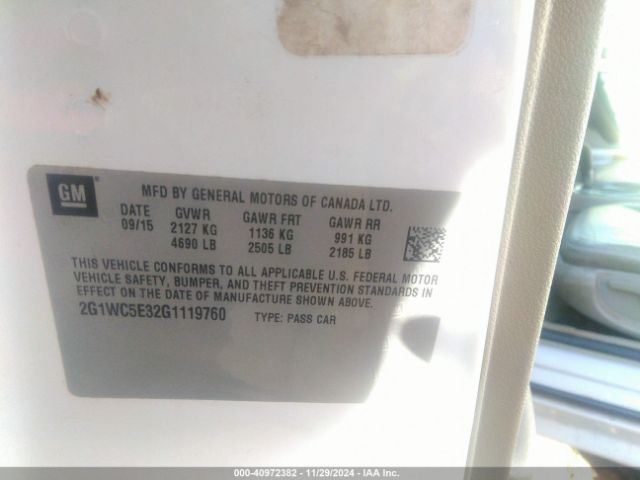 GM
MFD BY GENERAL MOTORS OF CANADA LTD.
DATE GVWR GAWR FRT GAWR RR
09/15 2127 KG 1136 KG 991 KG
4690 LB 2505 LB 2185 LB
THIS VEHICLE CONFORMS TO ALL APPLICABLE U.S. FEDERAL MOTOR
VEHICLE SAFETY, BUMPER, AND THEFT PREVENTION STANDARDS IN
EFFECT ON THE DATE OF MANUFACTURE SHOWN ABOVE.
2G1WC5E32G1119760 TYPE: PASS CAR
000-40972382 - 11/29/2024 - IAA Inc.